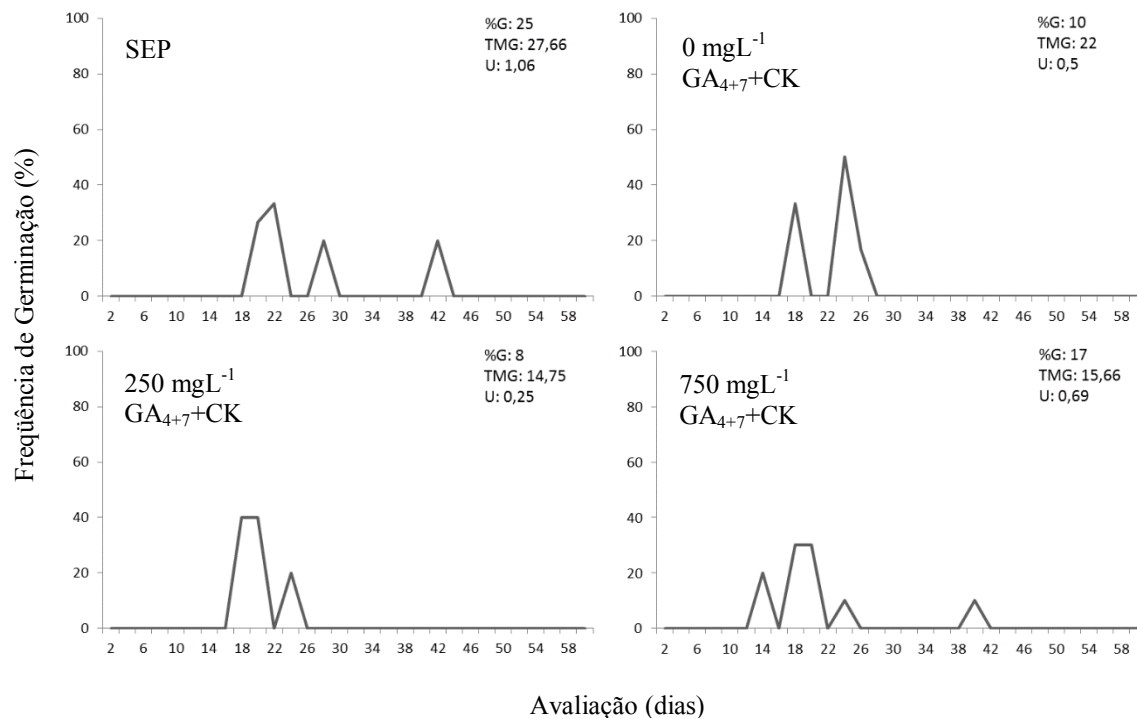 Freqüência de Germinação (%)
SEP
%G: 25
TMG: 27,66
U: 1,06
100
80
60
40
20
0
2 6 10 14 18 22 26 30 34 38 42 46 50 54 58
0 mgL-1
GA4+7+CK
%G: 10
TMG: 22
U: 0,5
100
80
60
40
20
0
2 6 10 14 18 22 26 30 34 38 42 46 50 54 58
250 mgL-1
GA4+7+CK
%G: 8
TMG: 14,75
U: 0,25
100
80
60
40
20
0
2 6 10 14 18 22 26 30 34 38 42 46 50 54 58
750 mgL-1
GA4+7+CK
%G: 17
TMG: 15,66
U: 0,69
100
80
60
40
20
0
2 6 10 14 18 22 26 30 34 38 42 46 50 54 58
Avaliação (dias)